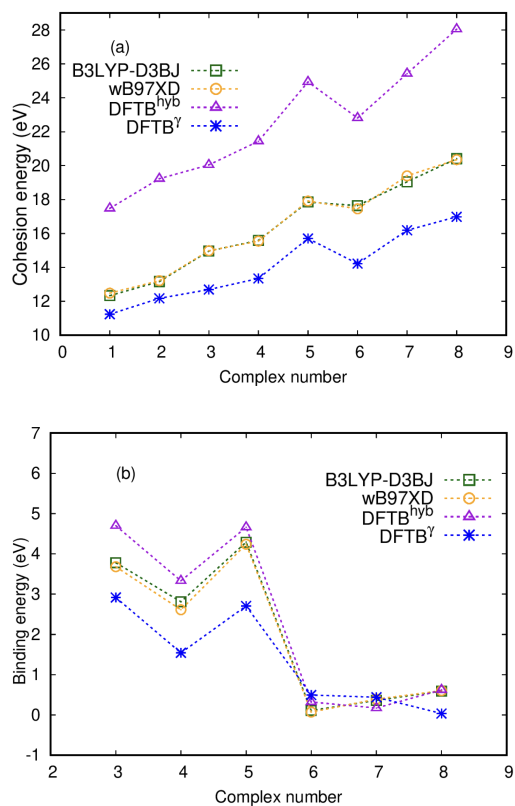 28
26
24
22
20
18
16
14
12
10
Cohesion energy (eV)
(a)
B3LYP-D3BJ
wB97XD
DFTB^hyb
DFTB^γ
0 1 2 3 4 5 6 7 8 9
Complex number
7
6
5
4
3
2
1
0
-1
Binding energy (eV)
(b)
B3LYP-D3BJ
wB97XD
DFTB^hyb
DFTB^γ
2 3 4 5 6 7 8 9
Complex number